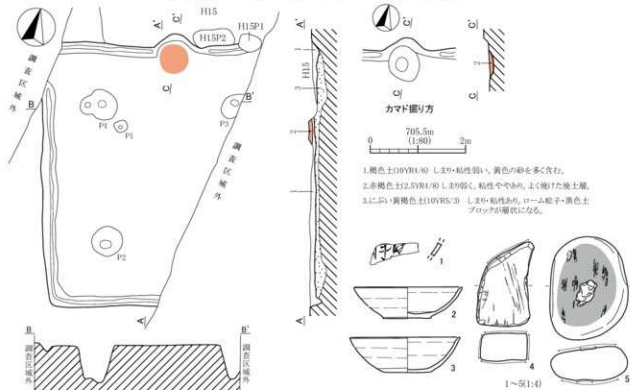 H15
A'
C'
H15P2
H15P1
調査区域外
B
C
P4
P1
P3
B'
調査区域外
P2
A
B
B'
調査区域外
調査区域外
A'
1
H15
3
2
3
A
C'
C
C'
2
C
カマド掘り方
705.5m
0 (1:80) 2m
1.褐色土(10YR4/6) しまり・粘性弱い。黄色の砂を多く含む。
2.赤褐色土(2.5YR4/8) しまり弱く、粘性ややあり。よく焼けた焼土層。
3.にぶい黄褐色土(10YR5/3) しまり・粘性あり。ローム粒子・黒色土
ブロックが層状になる。
1
2
3
4
5
1～5(1:4)